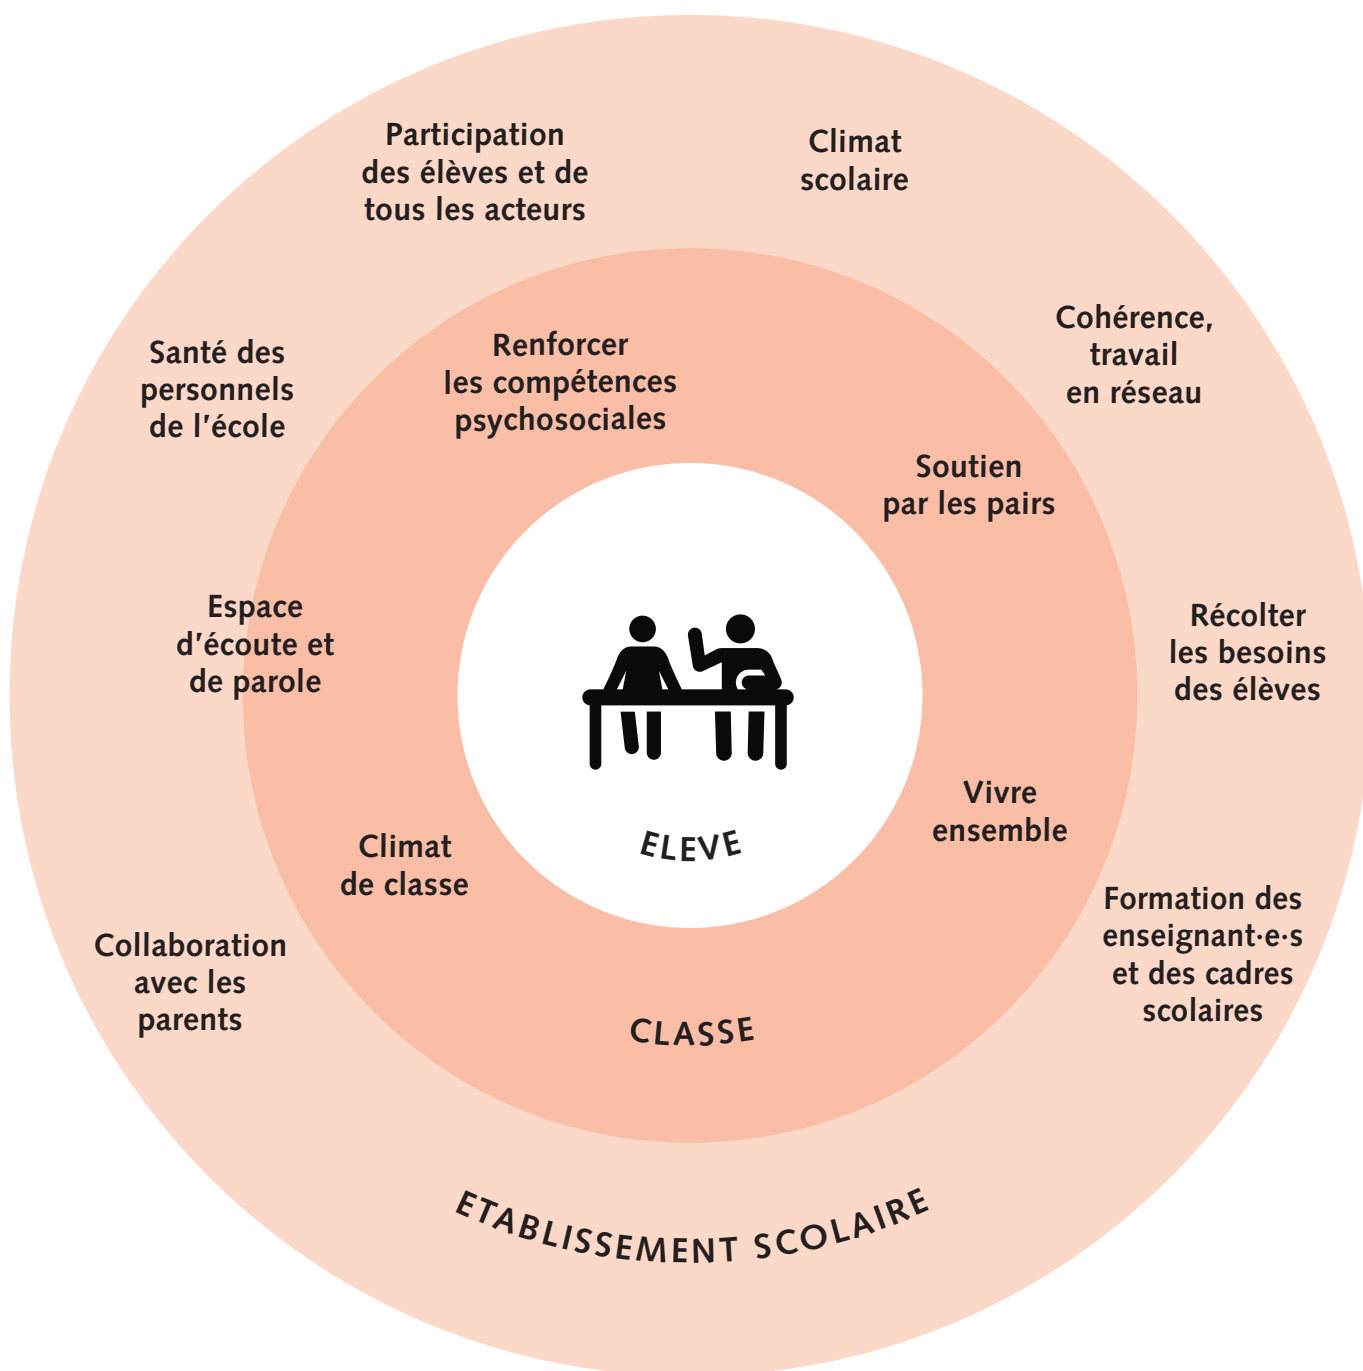 Participation
des élèves et de
tous les acteurs
Climat
scolaire
Cohérence,
travail
en réseau
Santé des
personnels
de l'école
Renforcer
les compétences
psychosociales
Soutien
par les pairs
Espace
d'écoute et
de parole
Récolter
les besoins
des élèves
Vivre
ensemble
Climat
de classe
ELEVE
Formation des
enseignant·e·s
et des cadres
scolaires
Collaboration
avec les
parents
CLASSE
ETABLISSEMENT SCOLAIRE